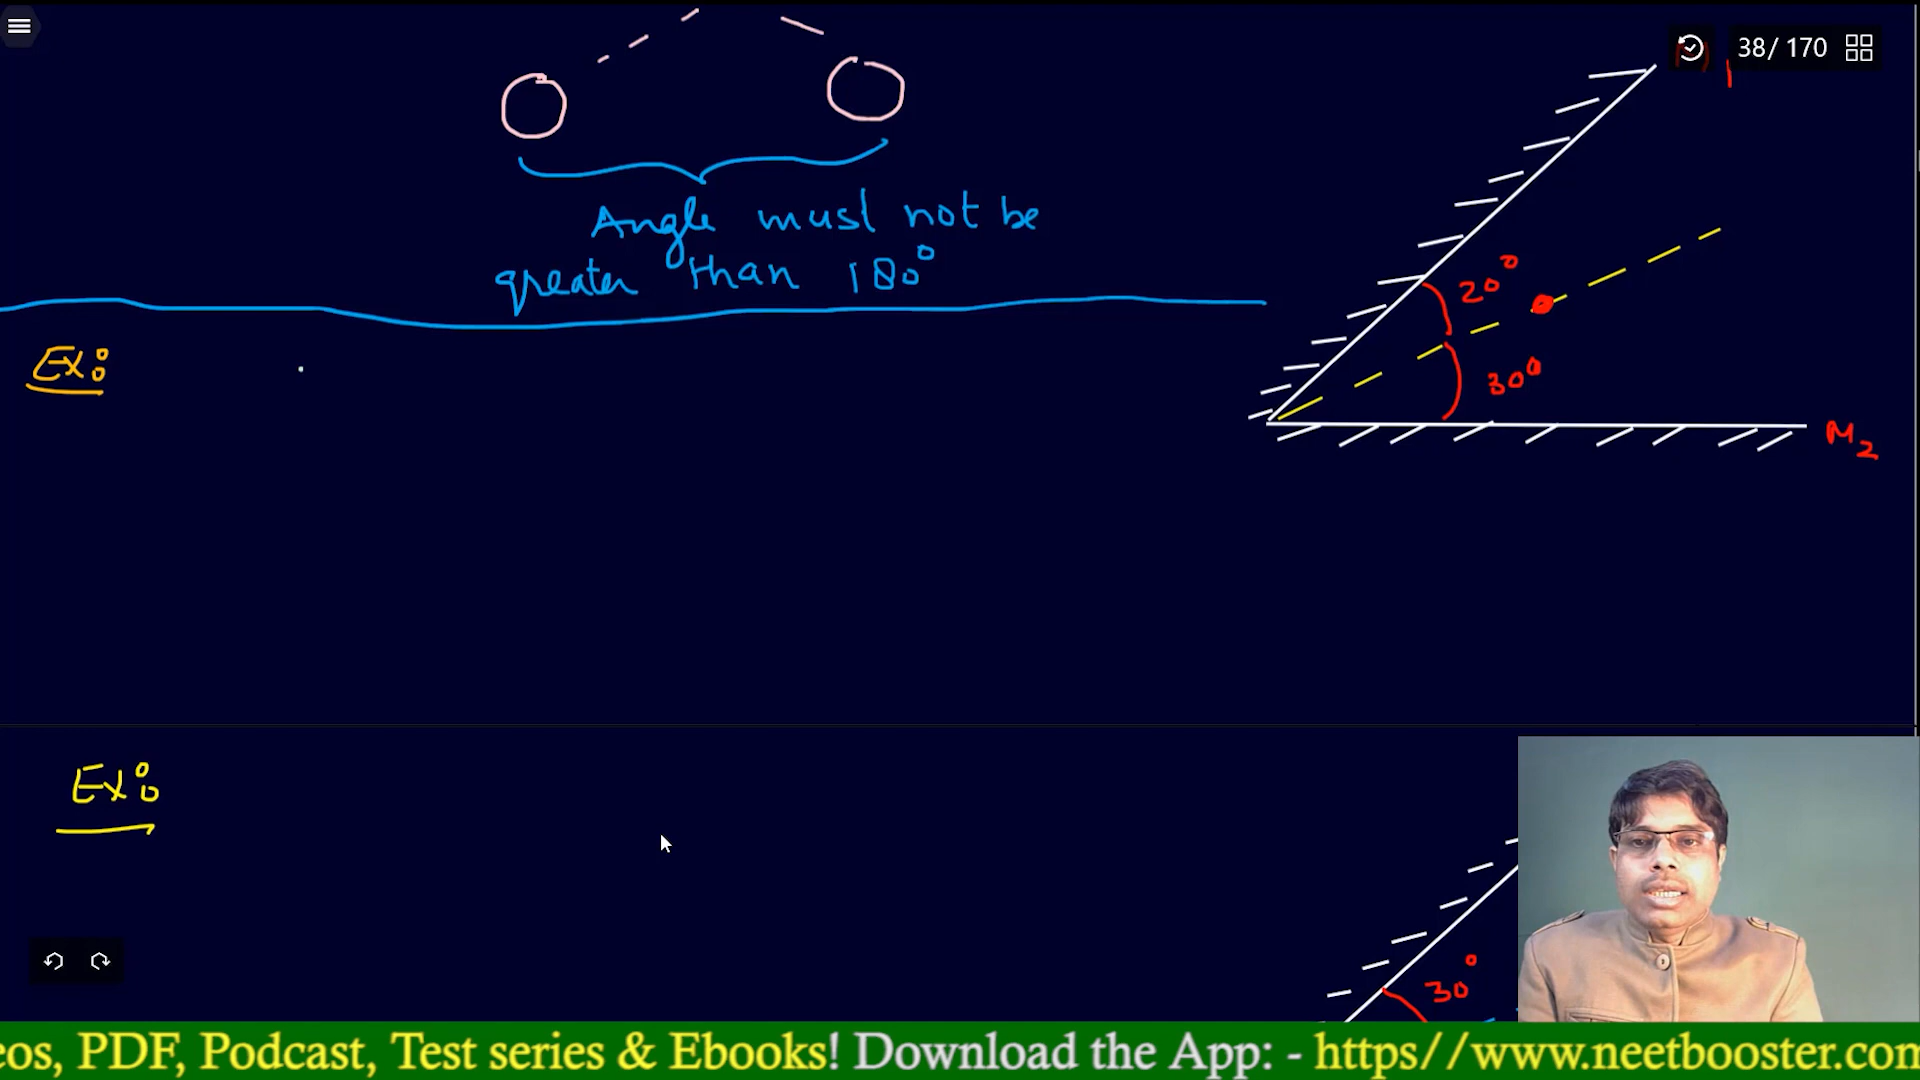 38/ 170
Angle must not be
greater than 180°
20°
Ex:
30°
M2
Ex:
30°
eos, PDF, Podcast, Test series & Ebooks! Download the App: - https//www.neetbooster.com